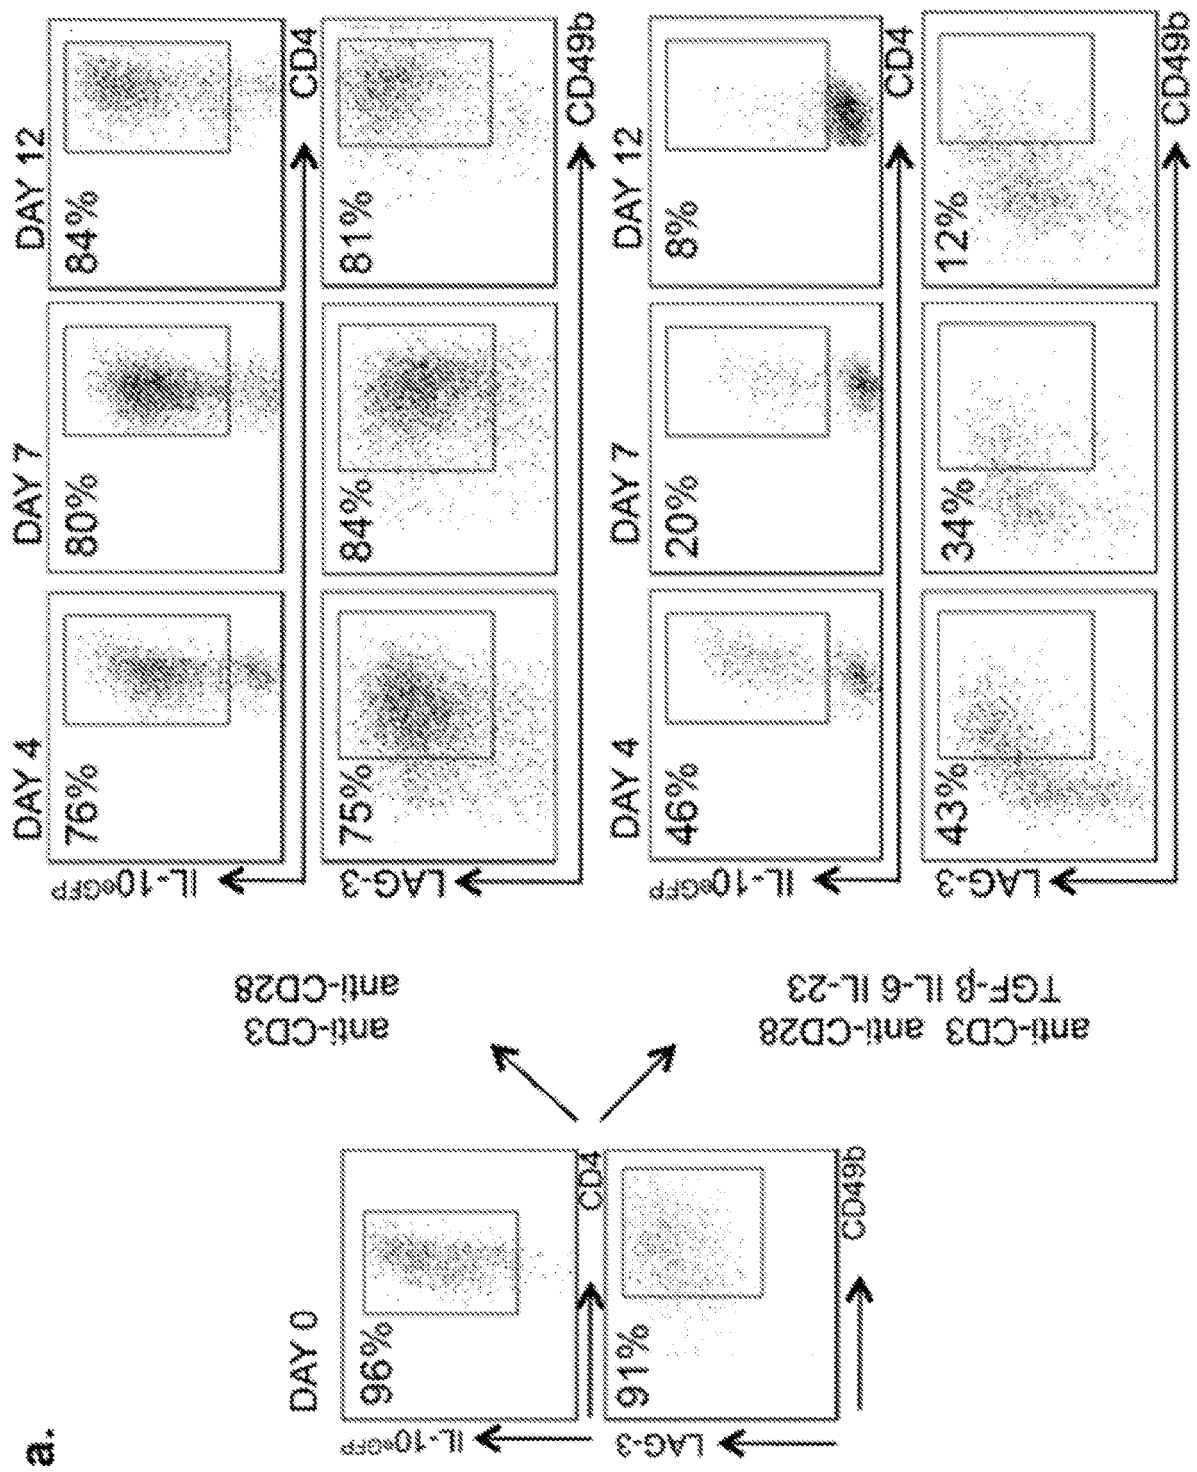 a.
DAY 0
96%
IL-10eGFP
CD4
91%
LAG-3
CD49b
anti-CD3
anti-CD28
DAY 4
DAY 7
DAY 12
76%
80%
84%
IL-10eGFP
CD4
75%
84%
81%
LAG-3
CD49b
anti-CD3 anti-CD28
TGF-β IL-6 IL-23
DAY 4
DAY 7
DAY 12
46%
20%
8%
IL-10eGFP
CD4
43%
34%
12%
LAG-3
CD49b